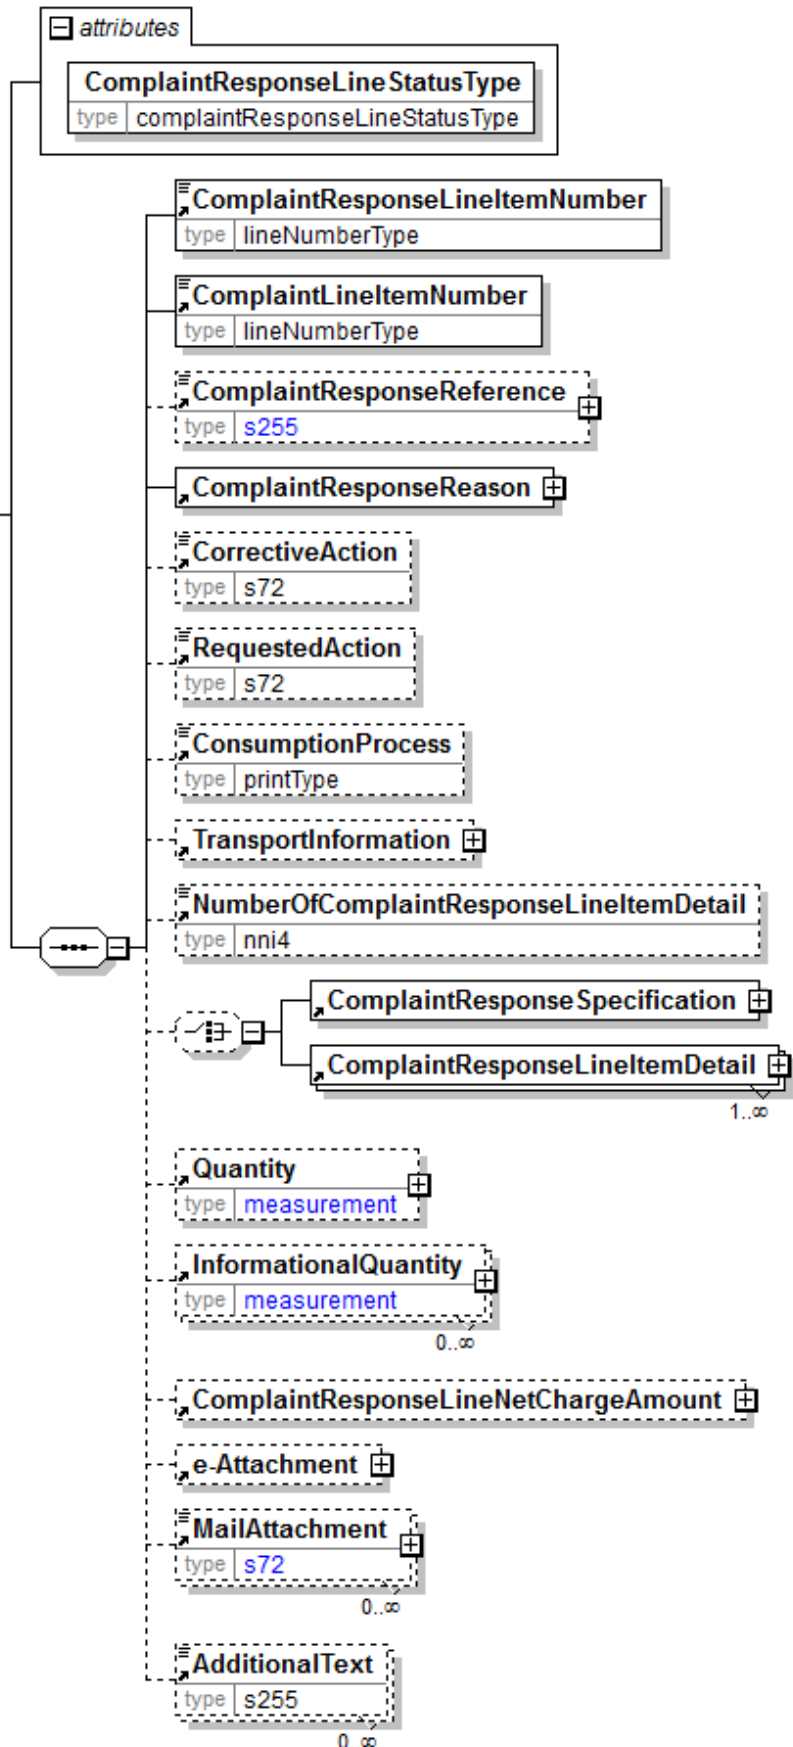 attributes
ComplaintResponseLineStatusType
type complaintResponseLineStatusType
ComplaintResponseLineItemNumber
type lineNumberType
ComplaintLineItemNumber
type lineNumberType
ComplaintResponseReference
type s255
ComplaintResponseReason
CorrectiveAction
type s72
RequestedAction
type s72
ConsumptionProcess
type printType
TransportInformation
NumberOfComplaintResponseLineItemDetail
type nni4
ComplaintResponseSpecification
ComplaintResponseLineItemDetail
1..∞
Quantity
type measurement
InformationalQuantity
type measurement
0..∞
ComplaintResponseLineNetChargeAmount
e-Attachment
MailAttachment
type s72
0..∞
AdditionalText
type s255
0..∞